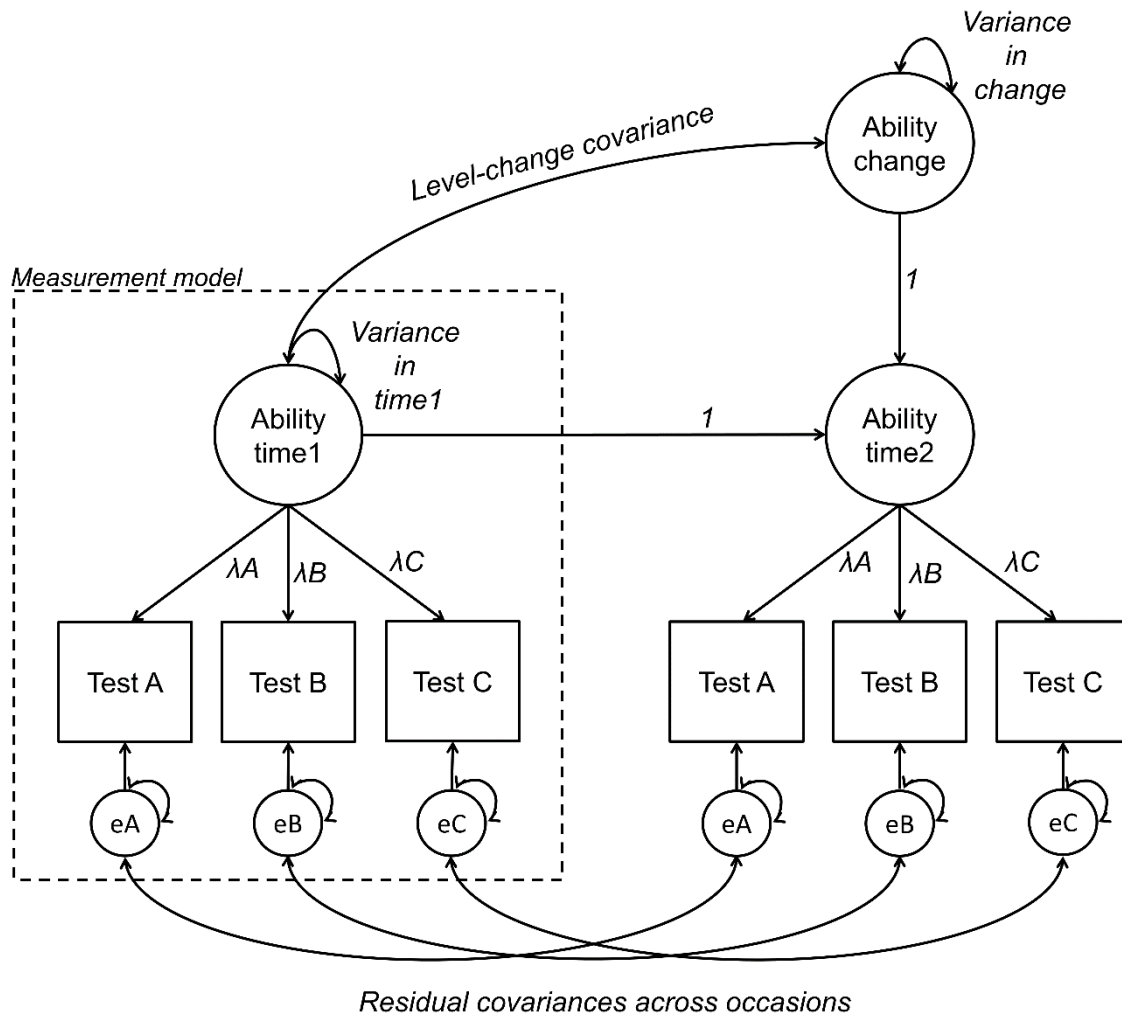 Variance
in
change
Ability
change
Level-change covariance
1
Measurement model
Variance
in
time1
Ability
time1
1
Ability
time2
λA
λB
λC
λA
λB
λC
Test A
Test B
Test C
Test A
Test B
Test C
eA
eB
eC
eA
eB
eC
Residual covariances across occasions